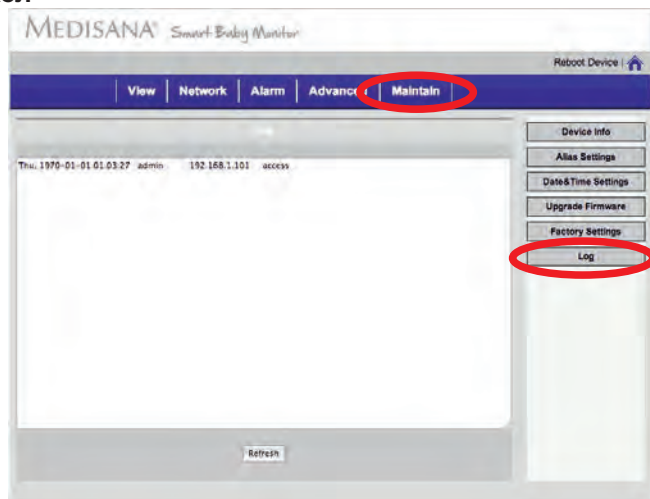 MEDISANA® Smart Baby Monitor
Reboot Device |
View | Network | Alarm | Advanced | Maintain |
Device Info
Thu, 1970-01-01 01:03:27 admin 192.168.1.101 access
Alias Settings
Date&Time Settings
Upgrade Firmware
Factory Settings
Log
Refresh